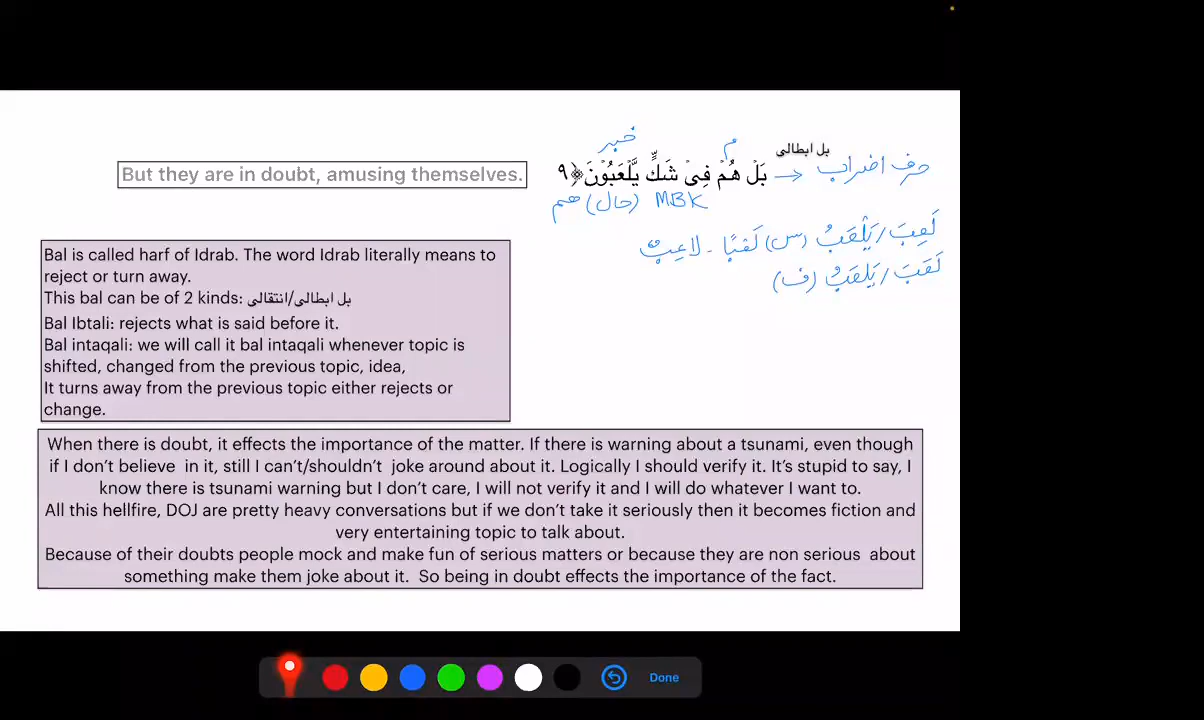 خبر
م
بل ابطالی
But they are in doubt, amusing themselves.
بَلْ هُمْ فِیْ شَكٍّ یَّلْعَبُوْنَ ﴿۹
→ حرف اضراب
MBK (حال) هم
لَعِبَ / يَلْعَبُ (س) لَعْبًا - لاعِبٌ
لَعَبَ / يَلعَبُ (ف)
Bal is called harf of Idrab. The word Idrab literally means to
reject or turn away.
This bal can be of 2 kinds: بل ابطالی/انتقالی
Bal Ibtali: rejects what is said before it.
Bal intaqali: we will call it bal intaqali whenever topic is
shifted, changed from the previous topic, idea,
It turns away from the previous topic either rejects or
change.
When there is doubt, it effects the importance of the matter. If there is warning about a tsunami, even though
if I don’t believe in it, still I can’t/shouldn’t joke around about it. Logically I should verify it. It’s stupid to say, I
know there is tsunami warning but I don’t care, I will not verify it and I will do whatever I want to.
All this hellfire, DOJ are pretty heavy conversations but if we don’t take it seriously then it becomes fiction and
very entertaining topic to talk about.
Because of their doubts people mock and make fun of serious matters or because they are non serious about
something make them joke about it. So being in doubt effects the importance of the fact.
Done